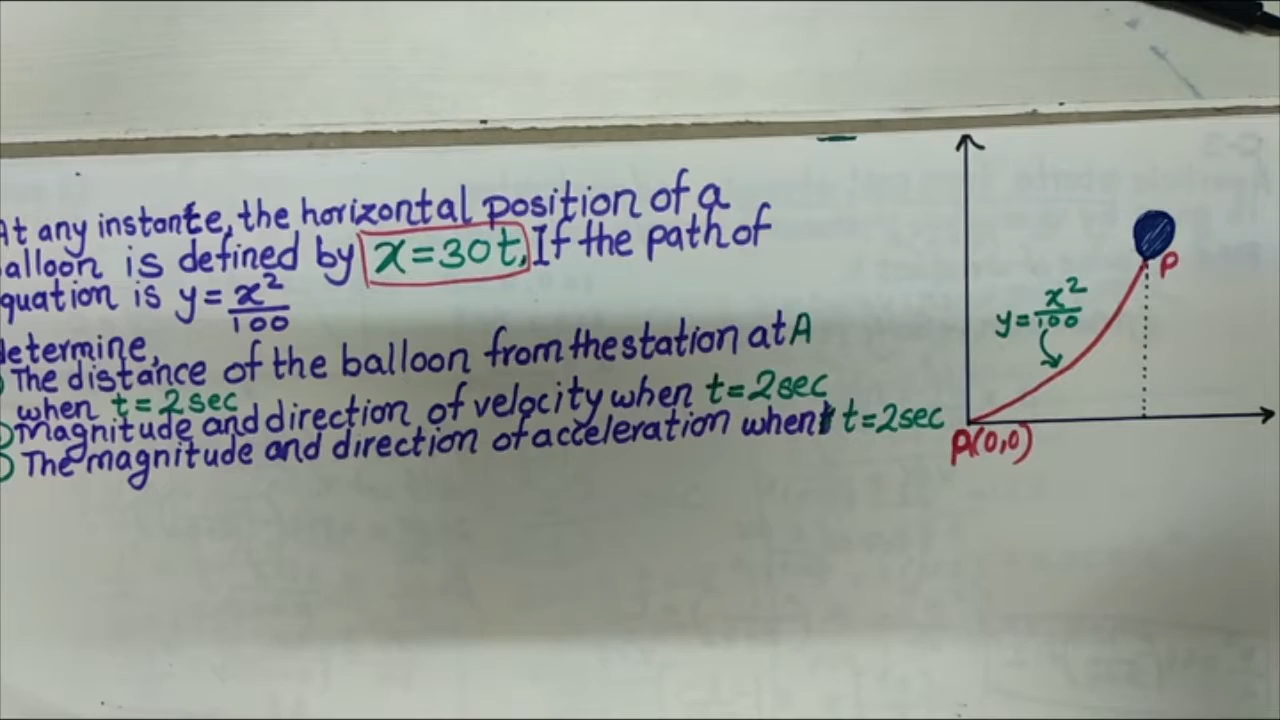 At any instante, the horizontal position of a
alloon is defined by x=30t. If the path of
quation is y=x²/100
determine,
The distance of the balloon from the station at A
when t=2sec
magnitude and direction of velocity when t=2sec
The magnitude and direction of acceleration when t=2sec
P
y=x²/100
P(0,0)